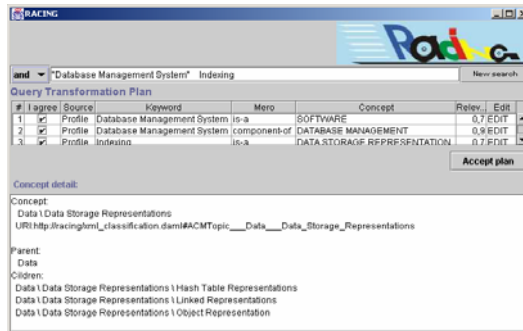 RACING
Racing
and "Database Management System" Indexing New search
Query Transformation Plan
# I agree Source Keyword Mero Concept Relev... Edit
1 Profile Database Management System is-a SOFTWARE 0,7 EDIT
2 Profile Database Management System component-of DATABASE MANAGEMENT 0,9 EDIT
3 Profile Indexing is-a DATA STORAGE REPRESENTATION 0,7 EDIT
Accept plan
Concept detail:
Concept:
Data \ Data Storage Representations
URI:http://racing/xml_classification.daml#ACMTopic___Data___Data_Storage_Representations
Parent:
Data
Cildren:
Data \ Data Storage Representations \ Hash Table Representations
Data \ Data Storage Representations \ Linked Representations
Data \ Data Storage Representations \ Object Representation